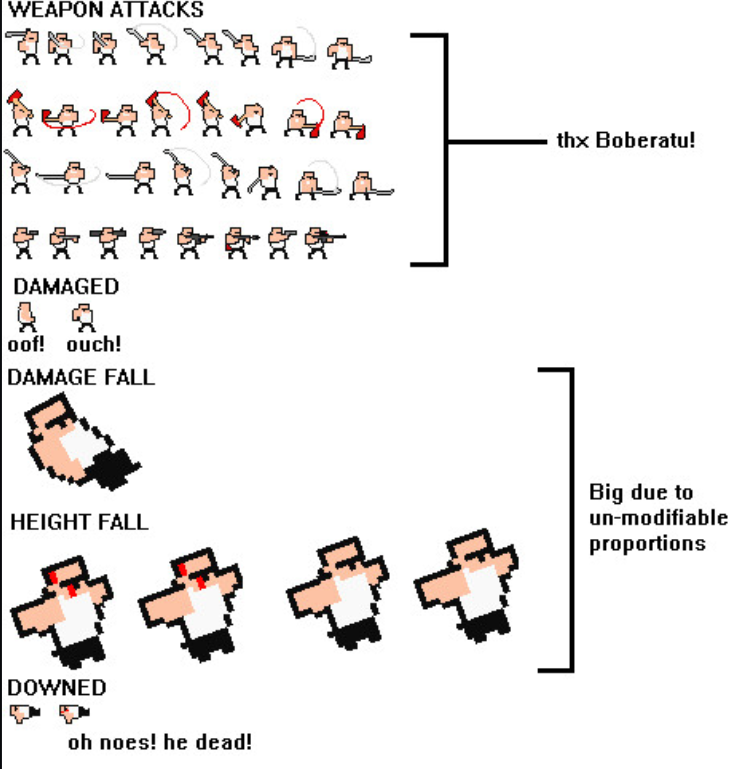 WEAPON ATTACKS
thx Boberatu!
DAMAGED
oof! ouch!
DAMAGE FALL
HEIGHT FALL
Big due to
un-modifiable
proportions
DOWNED
oh noes! he dead!